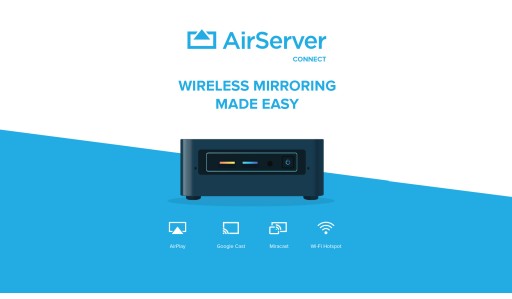 AirServer
CONNECT
WIRELESS MIRRORING
MADE EASY
AirPlay
Google Cast
Miracast
Wi-Fi Hotspot